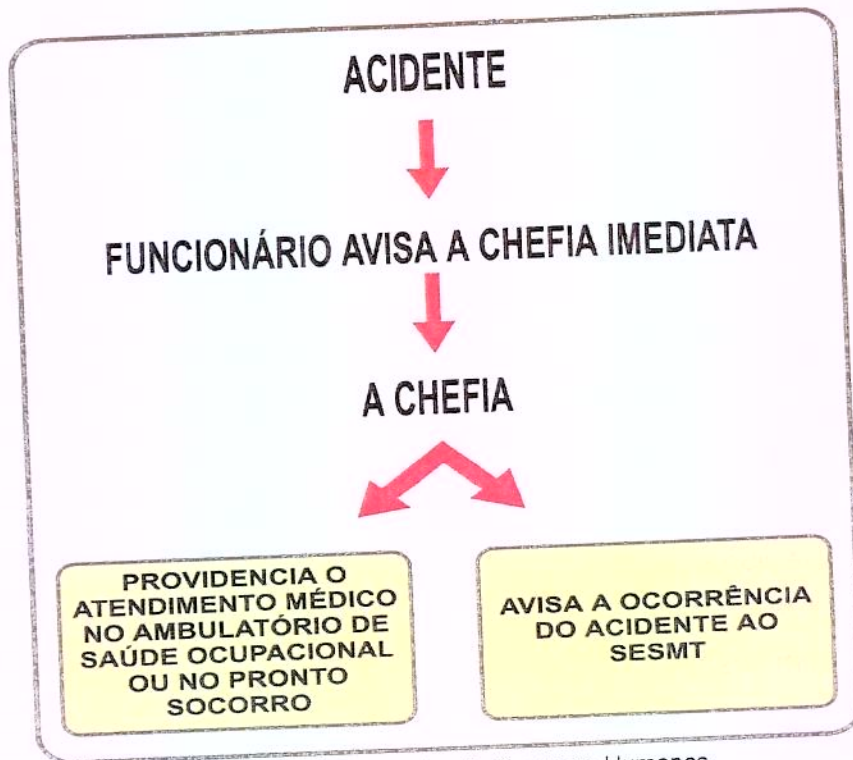 ACIDENTE
FUNCIONÁRIO AVISA A CHEFIA IMEDIATA
A CHEFIA
PROVIDENCIA O
ATENDIMENTO MÉDICO
NO AMBULATÓRIO DE
SAÚDE OCUPACIONAL
OU NO PRONTO
SOCORRO
AVISA A OCORRÊNCIA
DO ACIDENTE AO
SESMT